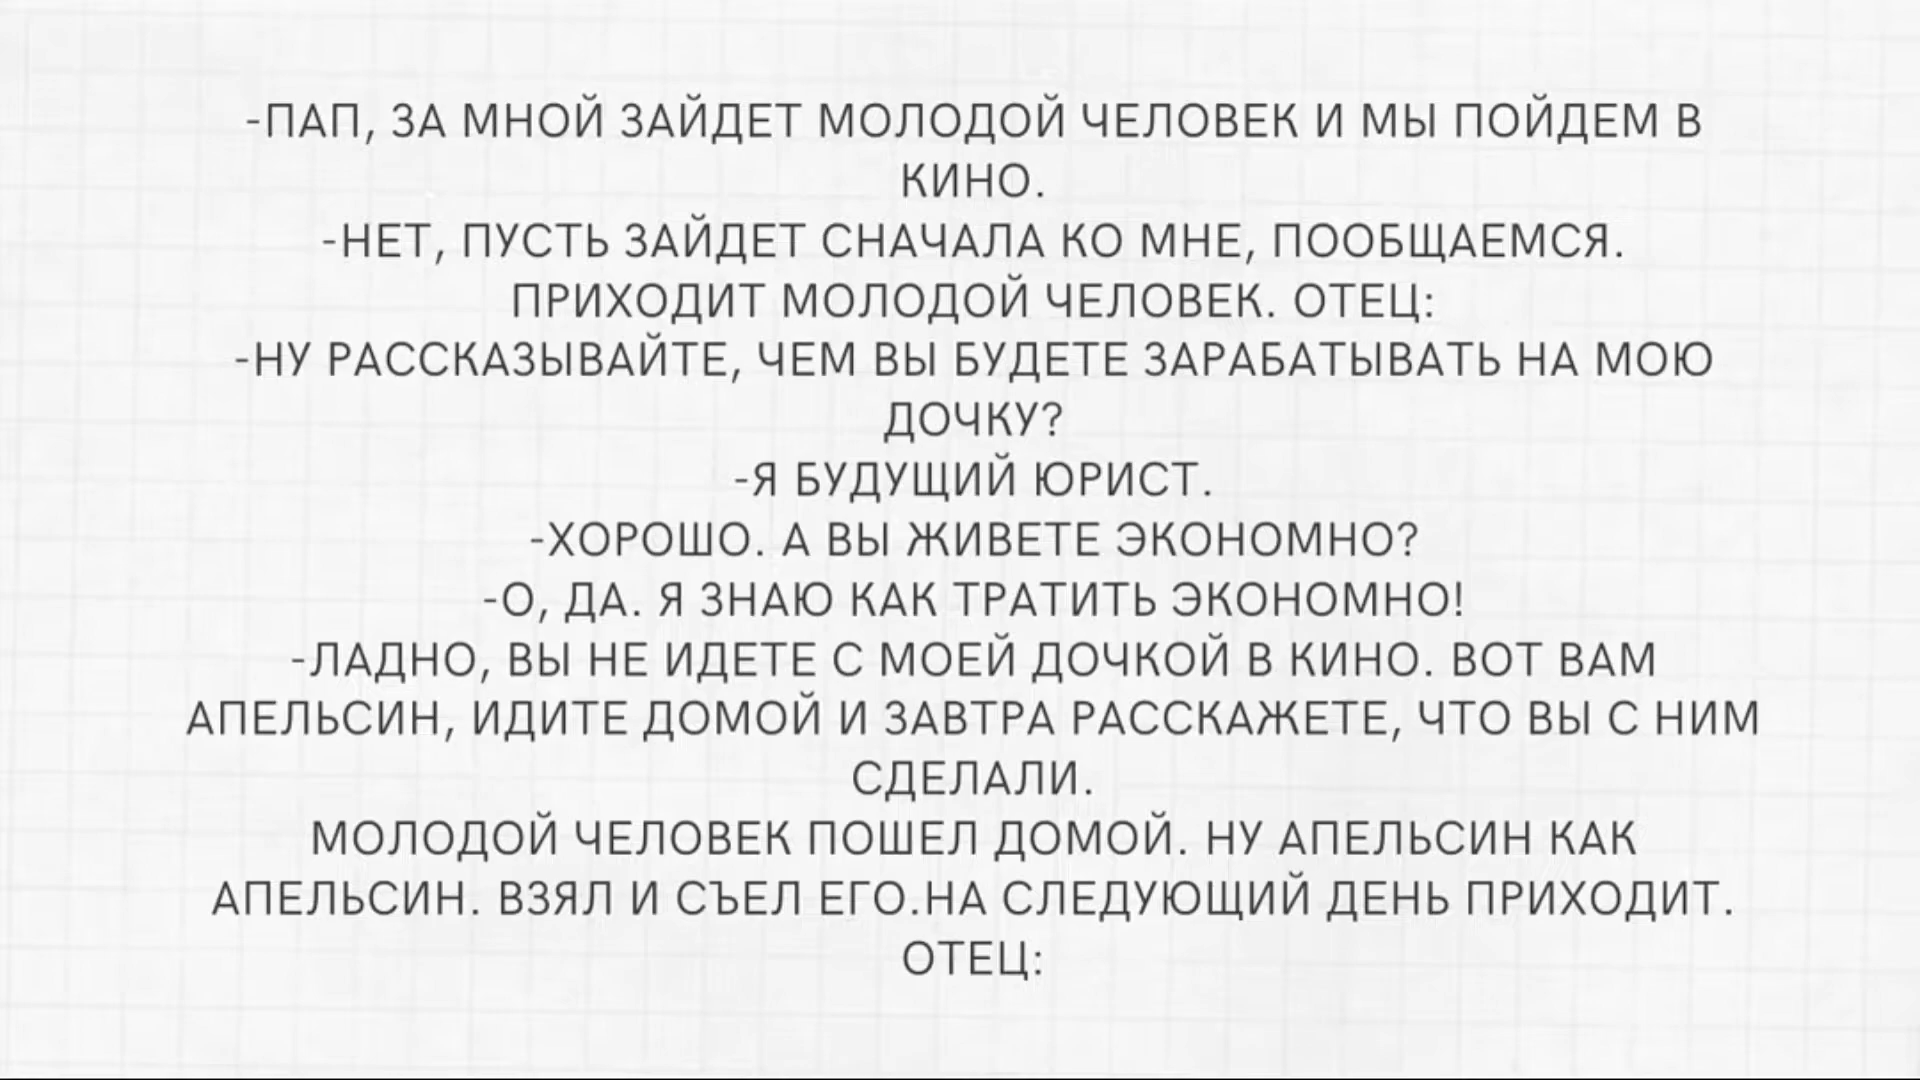 -ПАП, ЗА МНОЙ ЗАЙДЕТ МОЛОДОЙ ЧЕЛОВЕК И МЫ ПОЙДЕМ В
КИНО.
-НЕТ, ПУСТЬ ЗАЙДЕТ СНАЧАЛА КО МНЕ, ПООБЩАЕМСЯ.
ПРИХОДИТ МОЛОДОЙ ЧЕЛОВЕК. ОТЕЦ:
-НУ РАССКАЗЫВАЙТЕ, ЧЕМ ВЫ БУДЕТЕ ЗАРАБАТЫВАТЬ НА МОЮ
ДОЧКУ?
-Я БУДУЩИЙ ЮРИСТ.
-ХОРОШО. А ВЫ ЖИВЕТЕ ЭКОНОМНО?
-О, ДА. Я ЗНАЮ КАК ТРАТИТЬ ЭКОНОМНО!
-ЛАДНО, ВЫ НЕ ИДЕТЕ С МОЕЙ ДОЧКОЙ В КИНО. ВОТ ВАМ
АПЕЛЬСИН, ИДИТЕ ДОМОЙ И ЗАВТРА РАССКАЖЕТЕ, ЧТО ВЫ С НИМ
СДЕЛАЛИ.
МОЛОДОЙ ЧЕЛОВЕК ПОШЕЛ ДОМОЙ. НУ АПЕЛЬСИН КАК
АПЕЛЬСИН. ВЗЯЛ И СЪЕЛ ЕГО.НА СЛЕДУЮЩИЙ ДЕНЬ ПРИХОДИТ.
ОТЕЦ: